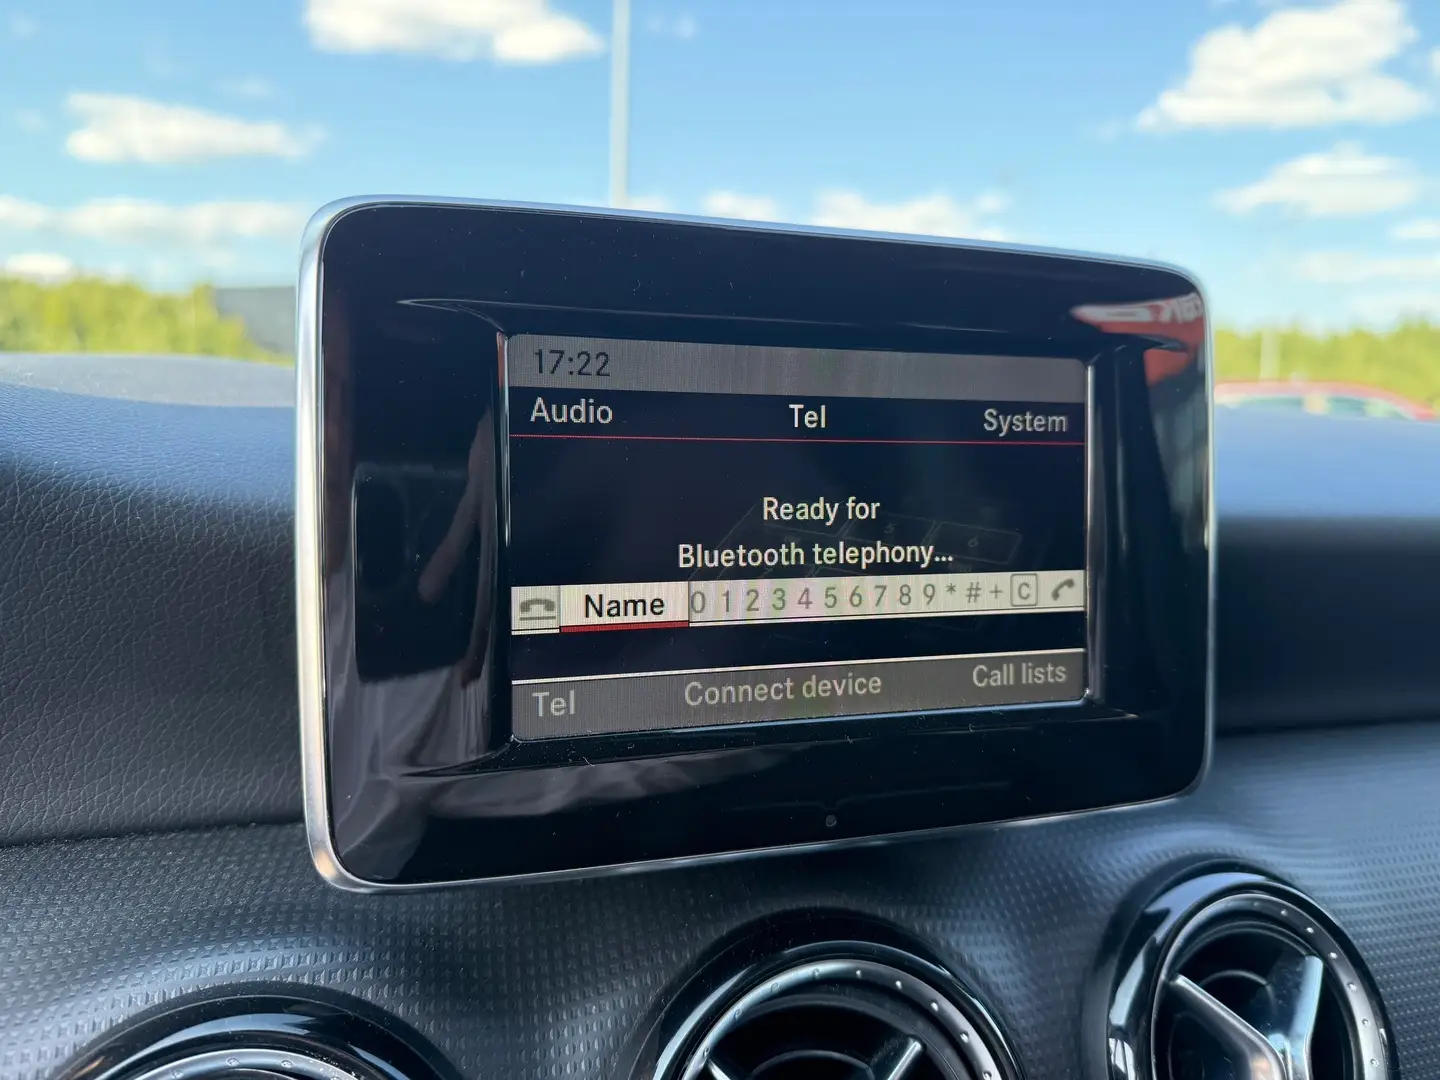 17:22
Audio Tel System
Ready for
Bluetooth telephony...
Name 0 1 2 3 4 5 6 7 8 9 * # + C
Tel Connect device Call lists